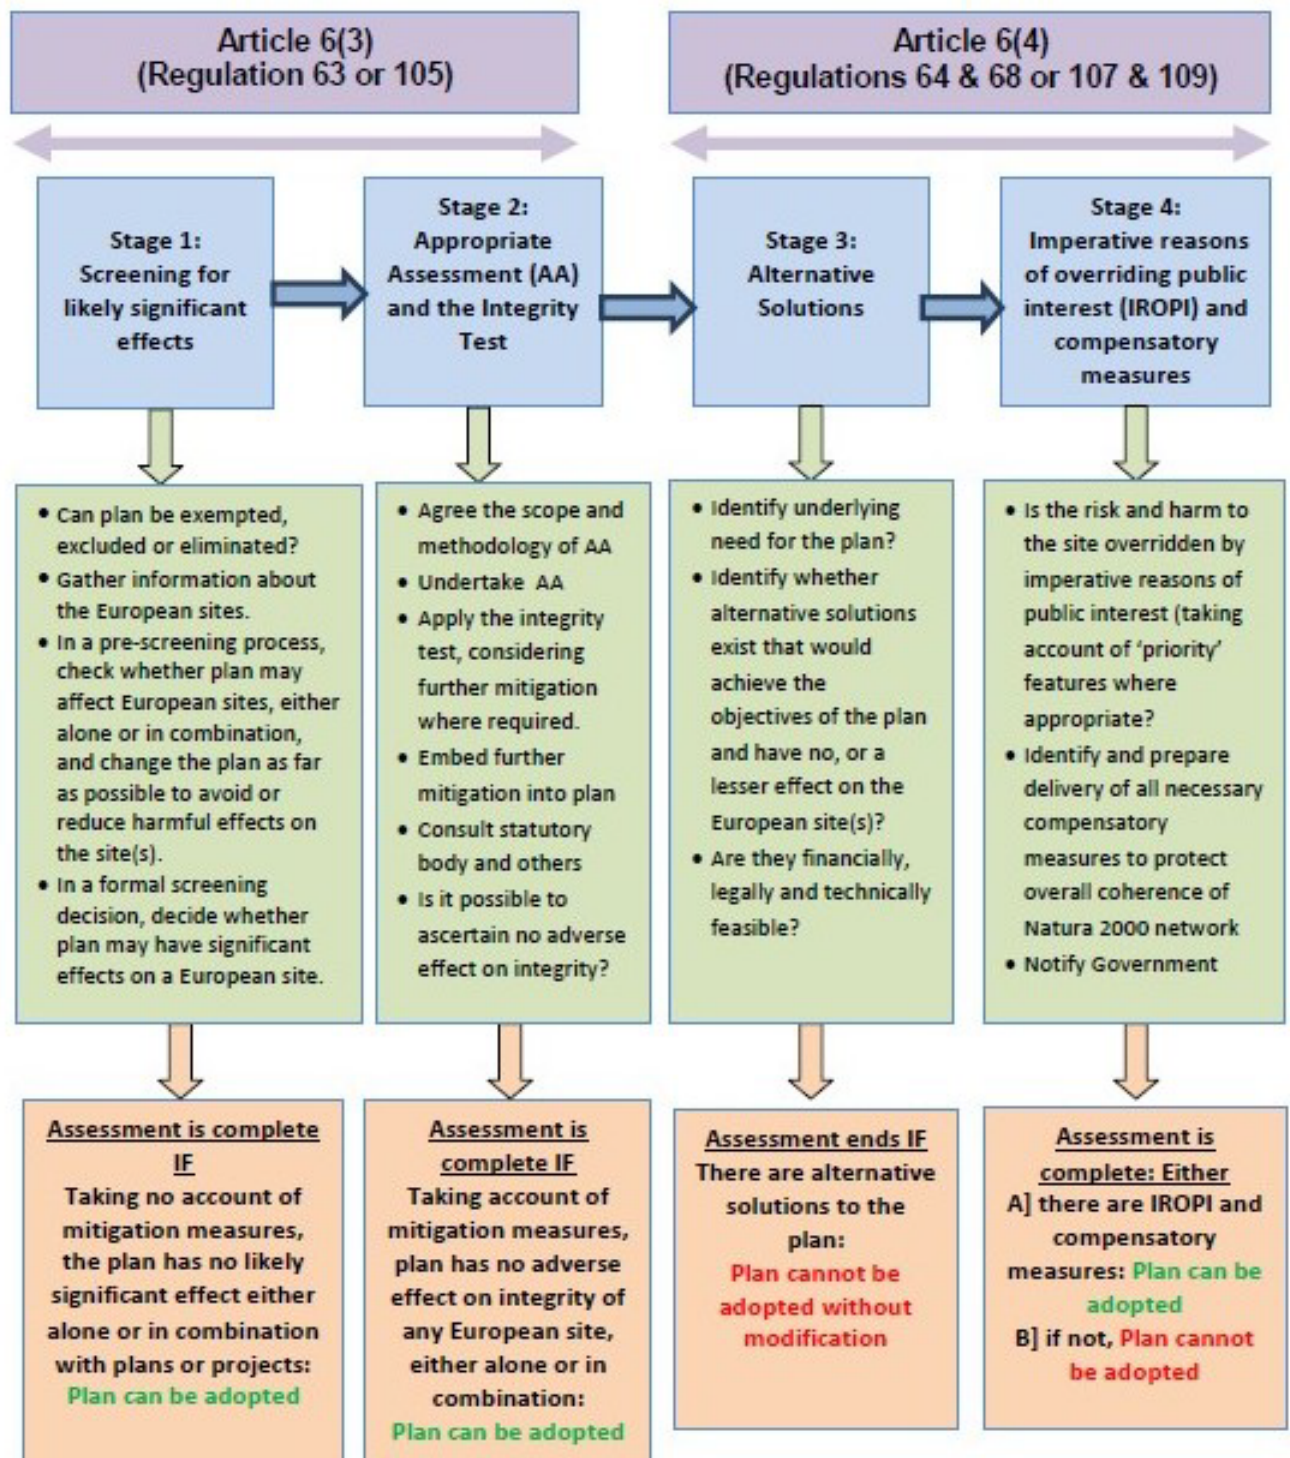 Article 6(3)
(Regulation 63 or 105)
Article 6(4)
(Regulations 64 & 68 or 107 & 109)
Stage 1:
Screening for
likely significant
effects
Stage 2:
Appropriate
Assessment (AA)
and the Integrity
Test
Stage 3:
Alternative
Solutions
Stage 4:
Imperative reasons
of overriding public
interest (IROPI) and
compensatory
measures
• Can plan be exempted,
excluded or eliminated?
• Gather information about
the European sites.
• In a pre-screening process,
check whether plan may
affect European sites, either
alone or in combination,
and change the plan as far
as possible to avoid or
reduce harmful effects on
the site(s).
• In a formal screening
decision, decide whether
plan may have significant
effects on a European site.
• Agree the scope and
methodology of AA
• Undertake AA
• Apply the integrity
test, considering
further mitigation
where required.
• Embed further
mitigation into plan
• Consult statutory
body and others
• Is it possible to
ascertain no adverse
effect on integrity?
• Identify underlying
need for the plan?
• Identify whether
alternative solutions
exist that would
achieve the
objectives of the plan
and have no, or a
lesser effect on the
European site(s)?
• Are they financially,
legally and technically
feasible?
• Is the risk and harm to
the site overridden by
imperative reasons of
public interest (taking
account of ‘priority’
features where
appropriate?
• Identify and prepare
delivery of all necessary
compensatory
measures to protect
overall coherence of
Natura 2000 network
• Notify Government
Assessment is complete
IF
Taking no account of
mitigation measures,
the plan has no likely
significant effect either
alone or in combination
with plans or projects:
Plan can be adopted
Assessment is
complete IF
Taking account of
mitigation measures,
plan has no adverse
effect on integrity of
any European site,
either alone or in
combination:
Plan can be adopted
Assessment ends IF
There are alternative
solutions to the
plan:
Plan cannot be
adopted without
modification
Assessment is
complete: Either
A] there are IROPI and
compensatory
measures: Plan can be
adopted
B] if not, Plan cannot
be adopted